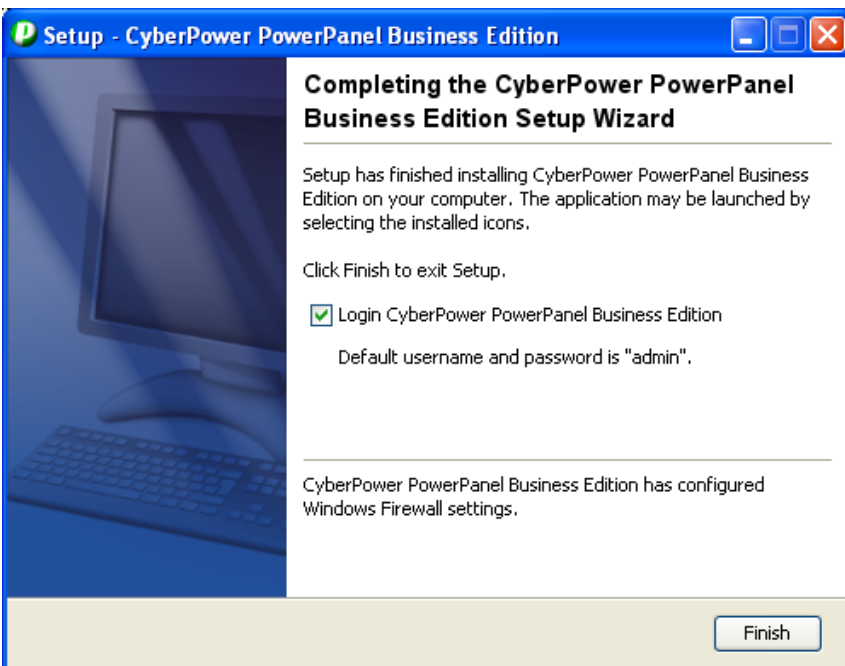 Setup - CyberPower PowerPanel Business Edition
Completing the CyberPower PowerPanel
Business Edition Setup Wizard
Setup has finished installing CyberPower PowerPanel Business
Edition on your computer. The application may be launched by
selecting the installed icons.
Click Finish to exit Setup.
Login CyberPower PowerPanel Business Edition
Default username and password is "admin".
CyberPower PowerPanel Business Edition has configured
Windows Firewall settings.
Finish